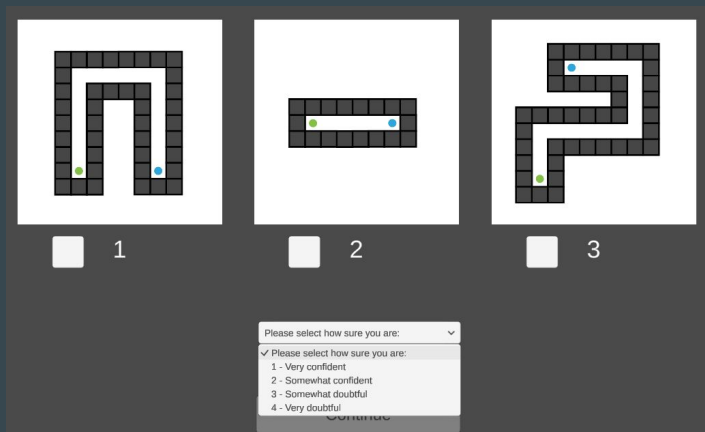 1
2
3
Please select how sure you are:
Please select how sure you are:
1 - Very confident
2 - Somewhat confident
3 - Somewhat doubtful
4 - Very doubtful
Continue